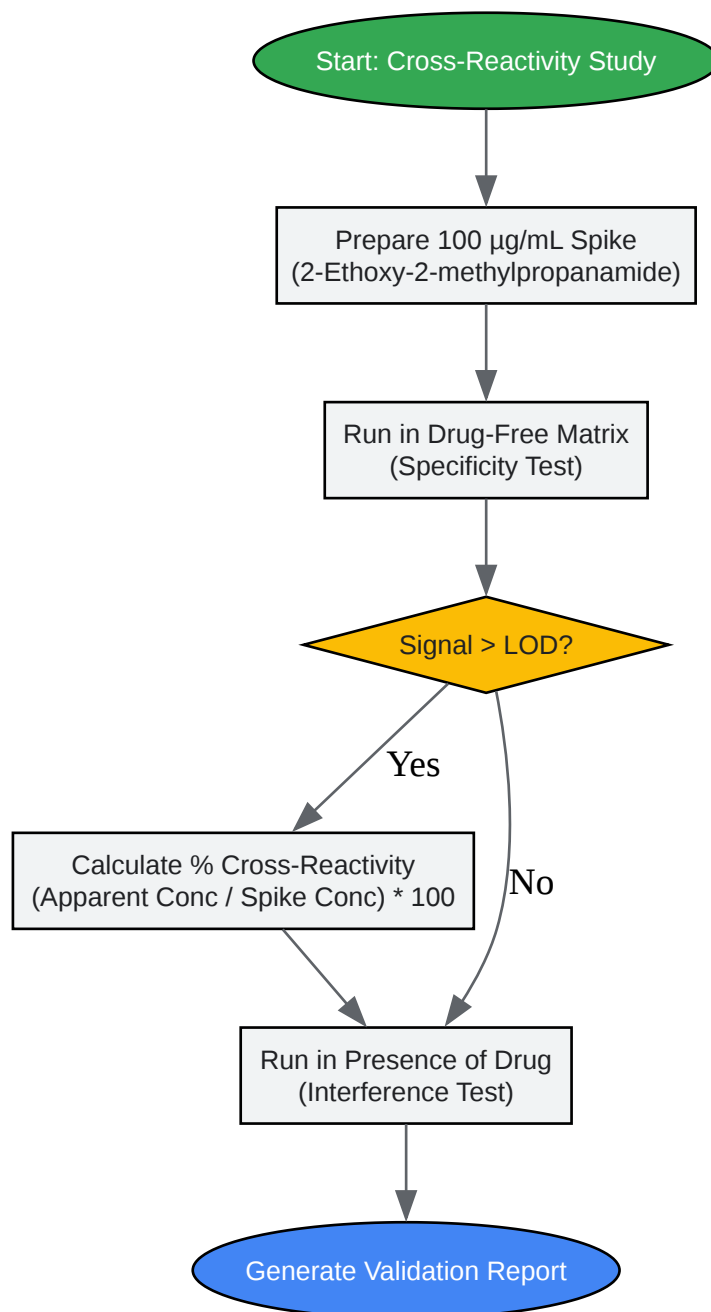 Start: Cross-Reactivity Study
Prepare 100 µg/mL Spike
(2-Ethoxy-2-methylpropanamide)
Run in Drug-Free Matrix
(Specificity Test)
Signal > LOD?
Yes
Calculate % Cross-Reactivity
(Apparent Conc / Spike Conc) * 100
No
Run in Presence of Drug
(Interference Test)
Generate Validation Report